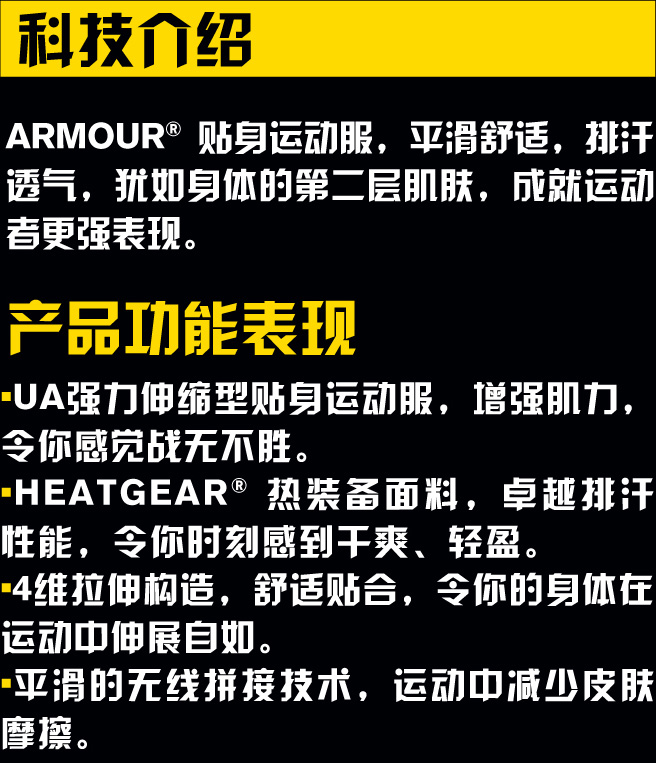 科技介绍
ARMOUR® 贴身运动服，平滑舒适，排汗
透气，犹如身体的第二层肌肤，成就运动
者更强表现。
产品功能表现
▪UA强力伸缩型贴身运动服，增强肌力，
令你感觉战无不胜。
▪HEATGEAR® 热装备面料，卓越排汗
性能，令你时刻感到干爽、轻盈。
▪4维拉伸构造，舒适贴合，令你的身体在
运动中伸展自如。
▪平滑的无线拼接技术，运动中减少皮肤
摩擦。